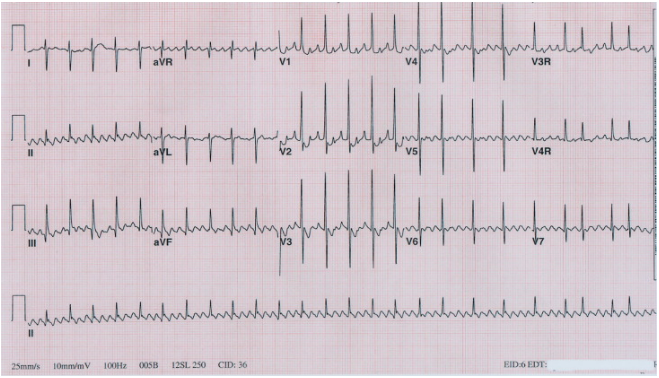 I aVR V1 V4 V3R
II aVL V2 V5 V4R
III aVF V3 V6 V7
II
25mm/s 10mm/mV 100Hz 005B 12SL 250 CID: 36 EID:6 EDT: